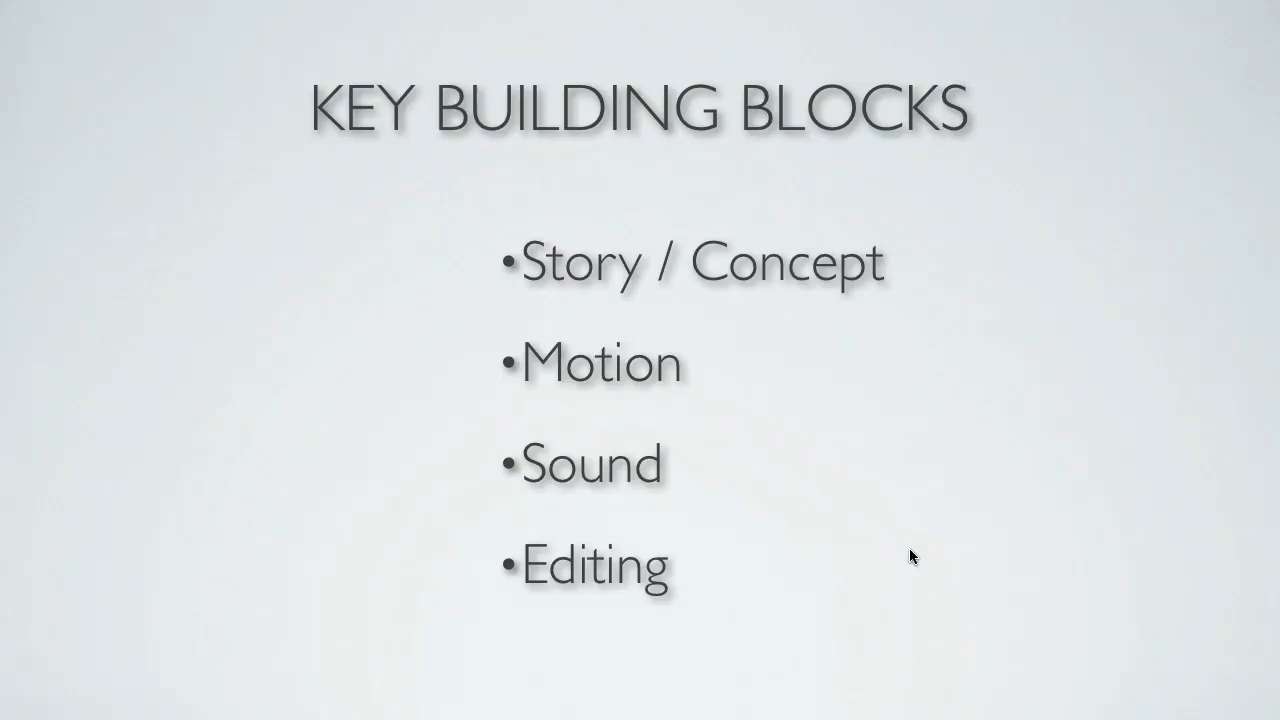 KEY BUILDING BLOCKS
•Story / Concept
•Motion
•Sound
•Editing